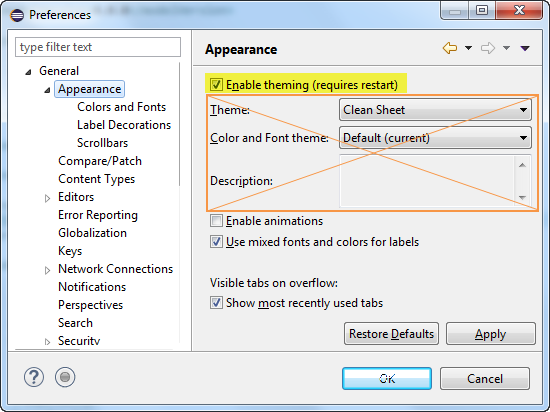 Preferences
type filter text
General
Appearance
Colors and Fonts
Label Decorations
Scrollbars
Compare/Patch
Content Types
Editors
Error Reporting
Globalization
Keys
Network Connections
Notifications
Perspectives
Search
Security
Appearance
Enable theming (requires restart)
Theme: Clean Sheet
Color and Font theme: Default (current)
Description:
Enable animations
Use mixed fonts and colors for labels
Visible tabs on overflow:
Show most recently used tabs
Restore Defaults Apply
? OK Cancel